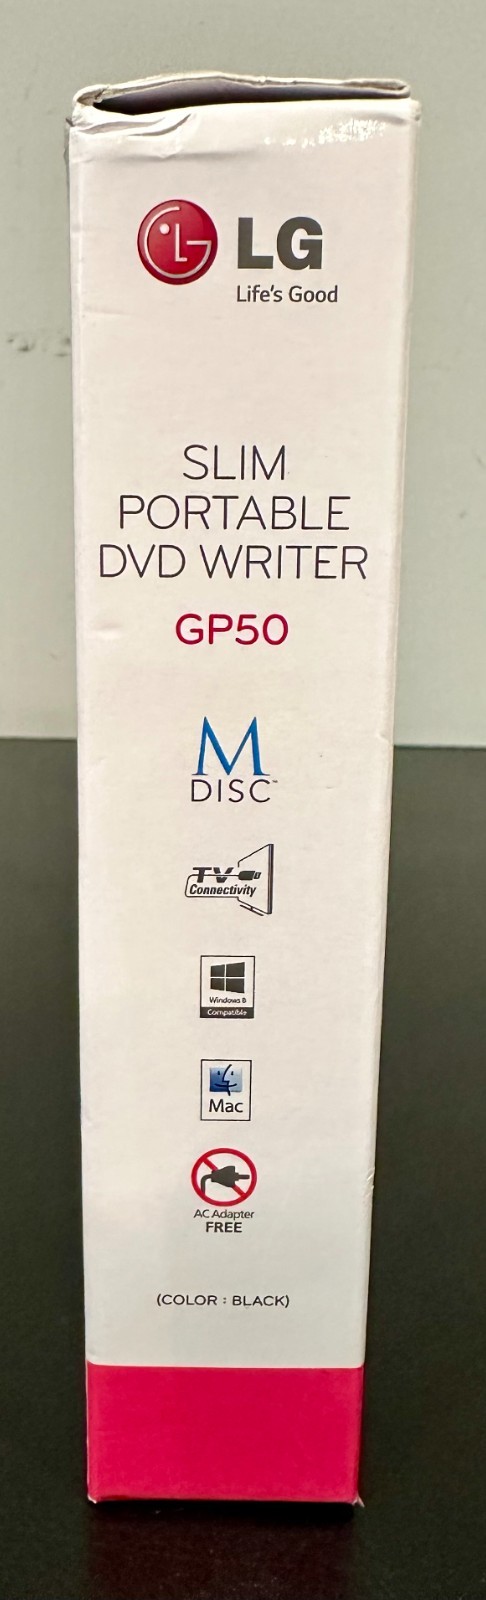 LG
Life's Good
SLIM
PORTABLE
DVD WRITER
GP50
M
DISC™
TV
Connectivity
Windows 8
Compatible
Mac
AC Adapter
FREE
(COLOR : BLACK)